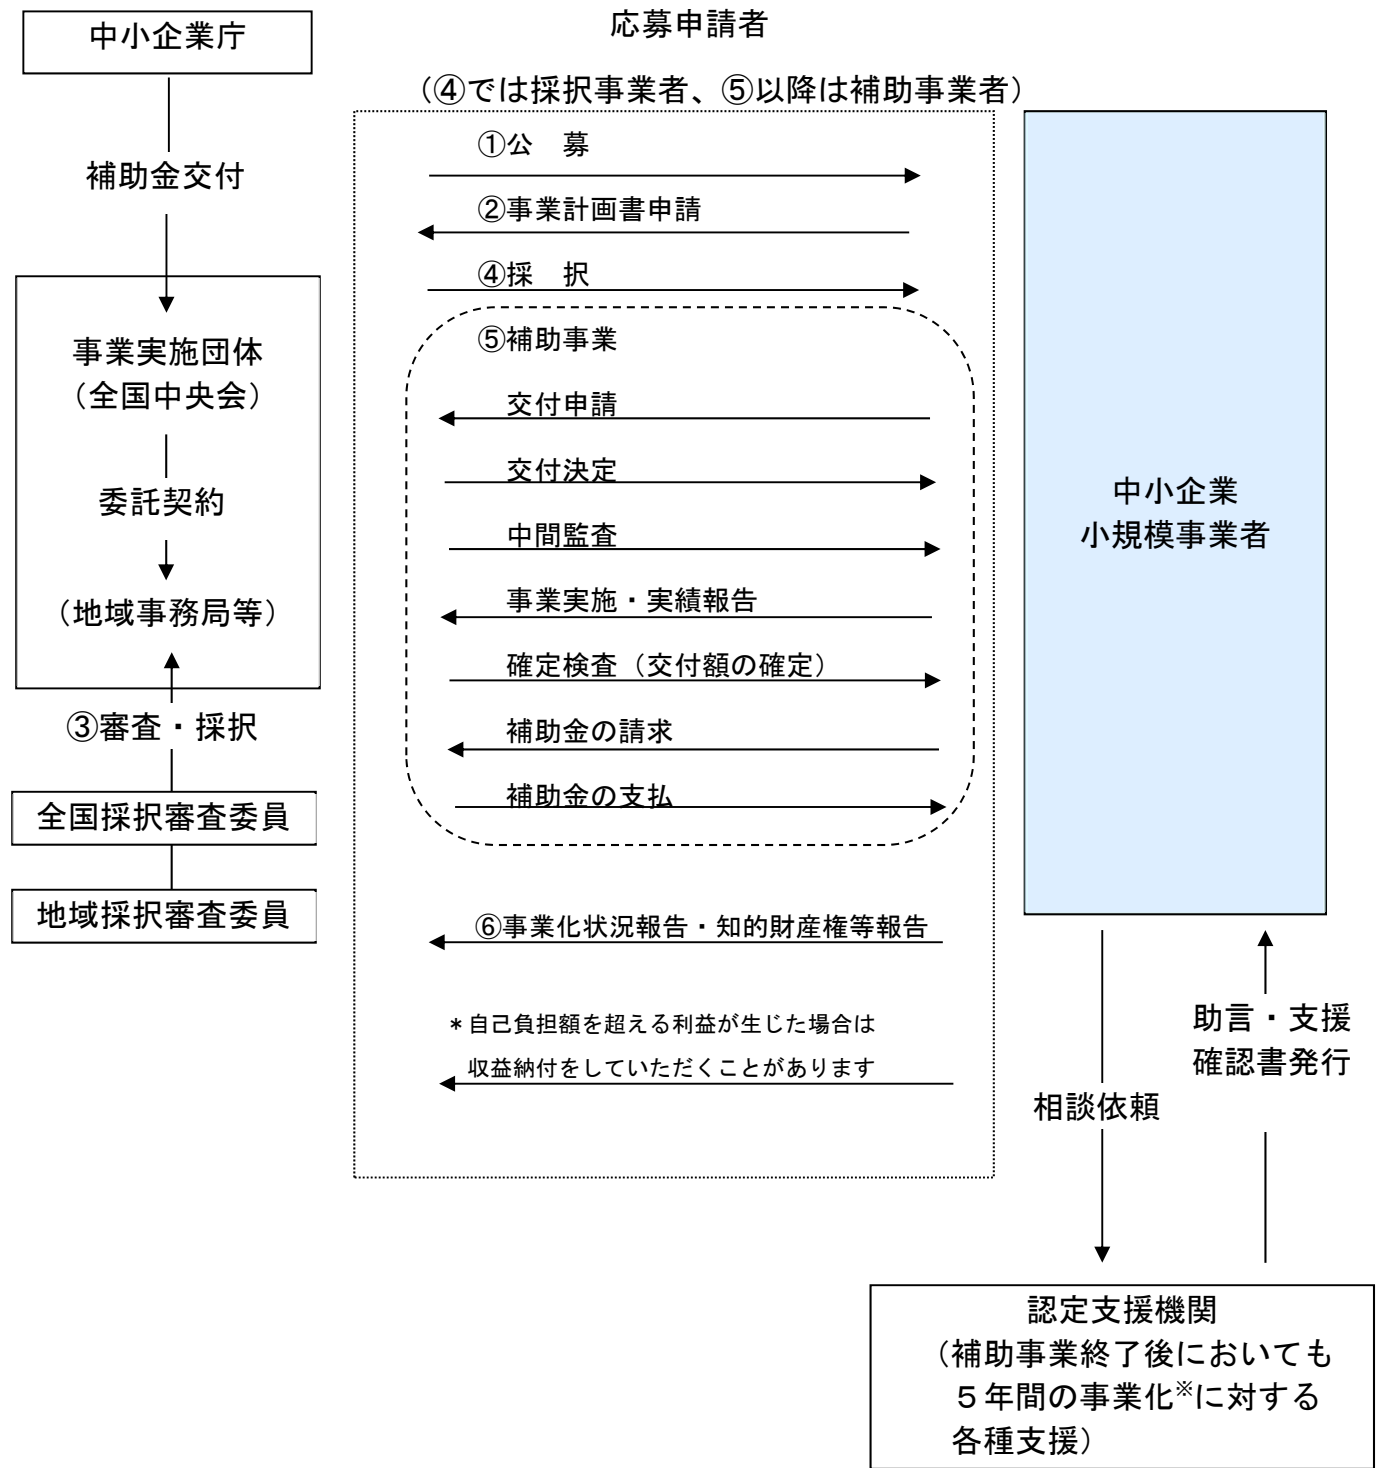 中小企業庁
補助金交付
事業実施団体
（全国中央会）
委託契約
（地域事務局等）
③審査・採択
全国採択審査委員
地域採択審査委員
応募申請者
（④では採択事業者、⑤以降は補助事業者）
①公　募
②事業計画書申請
④採　択
⑤補助事業
交付申請
交付決定
中間監査
事業実施・実績報告
確定検査（交付額の確定）
補助金の請求
補助金の支払
⑥事業化状況報告・知的財産権等報告
＊自己負担額を超える利益が生じた場合は
収益納付をしていただくことがあります
中小企業
小規模事業者
相談依頼
助言・支援
確認書発行
認定支援機関
（補助事業終了後においても
５年間の事業化※に対する
各種支援）